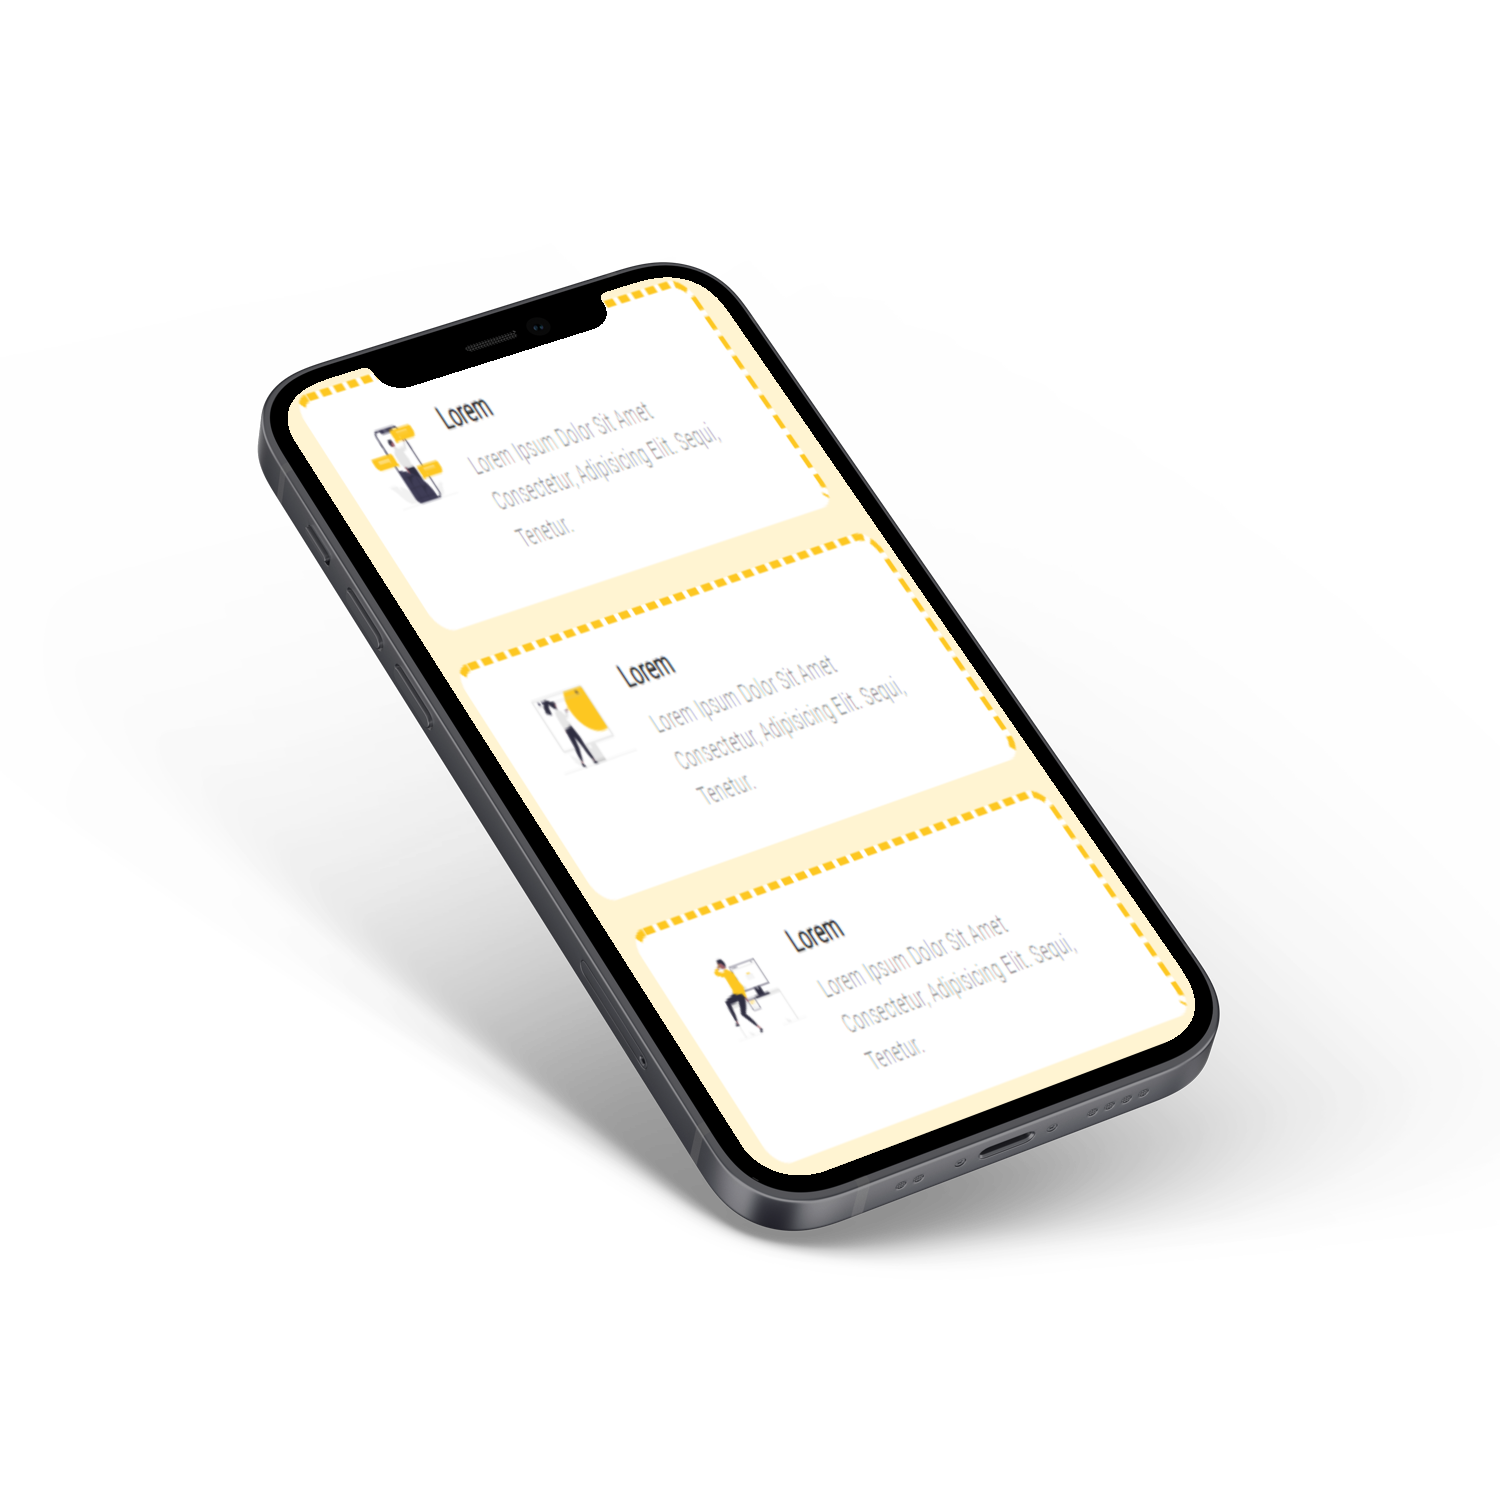 Lorem
Lorem Ipsum Dolor Sit Amet
Consectetur, Adipisicing Elit. Sequi,
Tenetur.
Lorem
Lorem Ipsum Dolor Sit Amet
Consectetur, Adipisicing Elit. Sequi,
Tenetur.
Lorem
Lorem Ipsum Dolor Sit Amet
Consectetur, Adipisicing Elit. Sequi,
Tenetur.